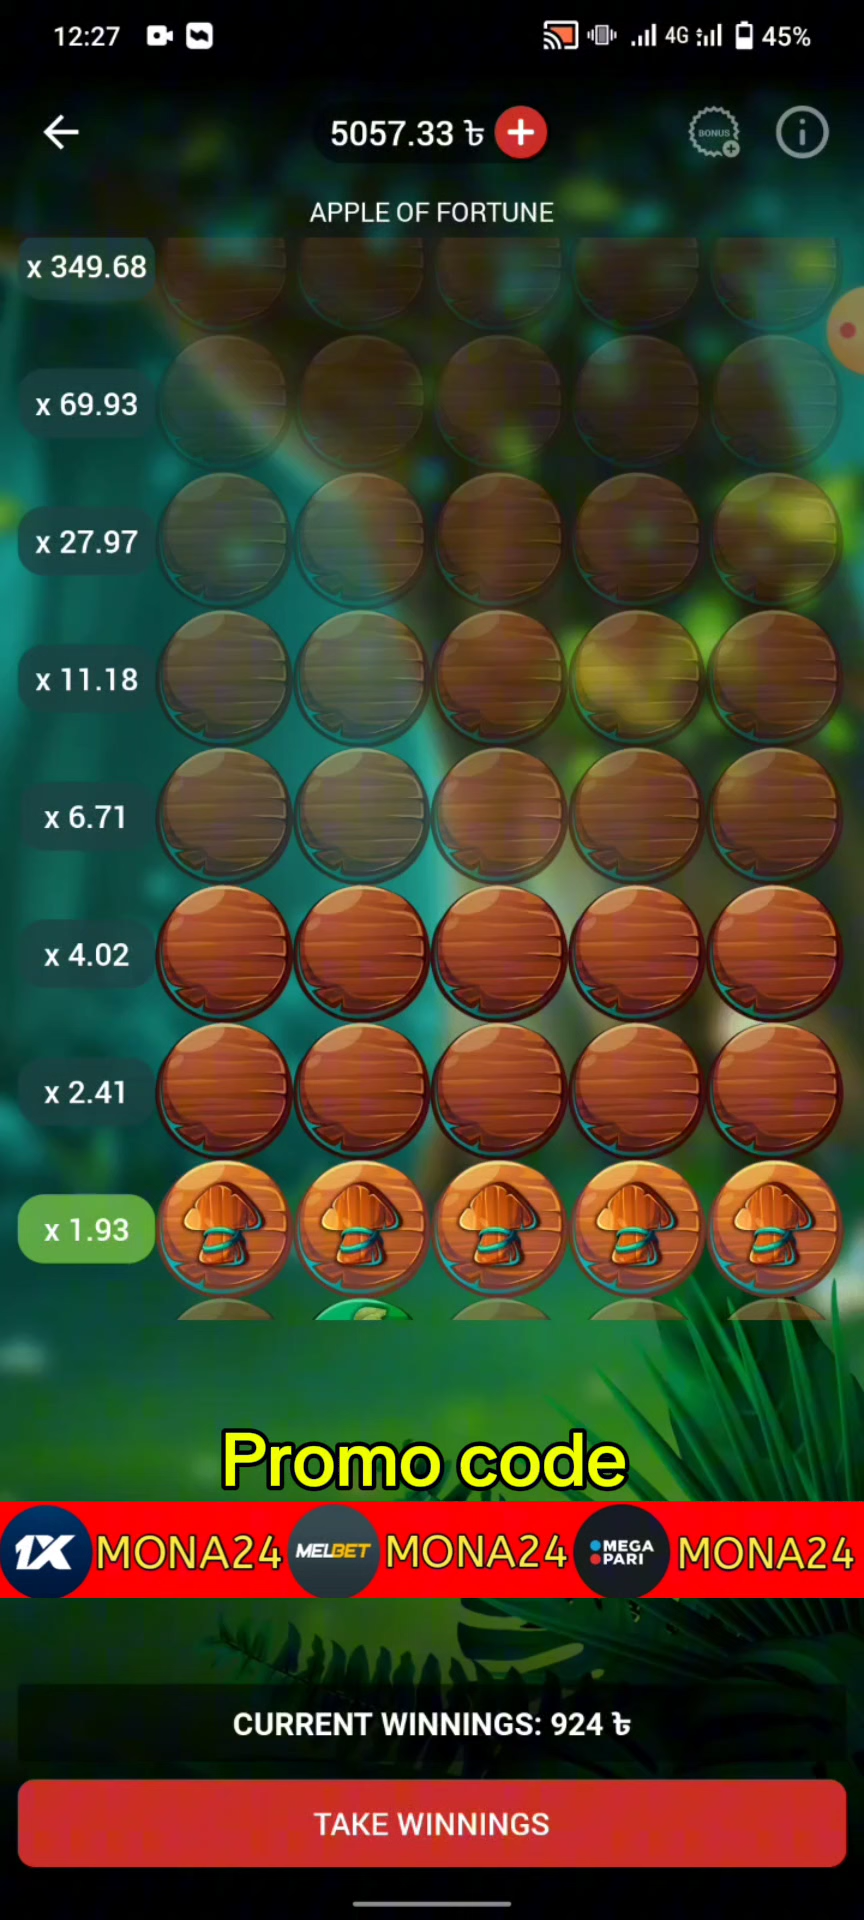 12:27 4G 45%
5057.33 ৳
BONUS
APPLE OF FORTUNE
x 349.68
x 69.93
x 27.97
x 11.18
x 6.71
x 4.02
x 2.41
x 1.93
Promo code
1X MONA24 MELBET MONA24 MEGA PARI MONA24
CURRENT WINNINGS: 924 ৳
TAKE WINNINGS